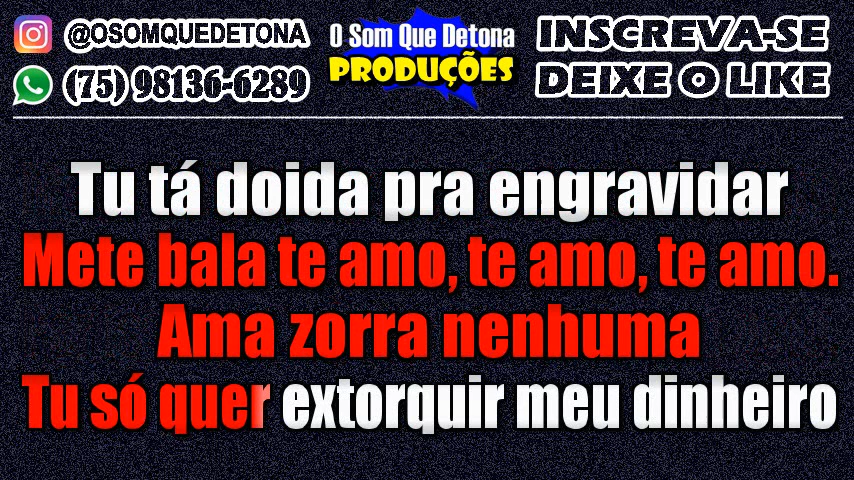 @OSOMQUEDETONA
(75) 98136-6289
O Som Que Detona
PRODUÇÕES
INSCREVA-SE
DEIXE O LIKE
Tu tá doida pra engravidar
Mete bala te amo, te amo, te amo.
Ama zorra nenhuma
Tu só quer extorquir meu dinheiro